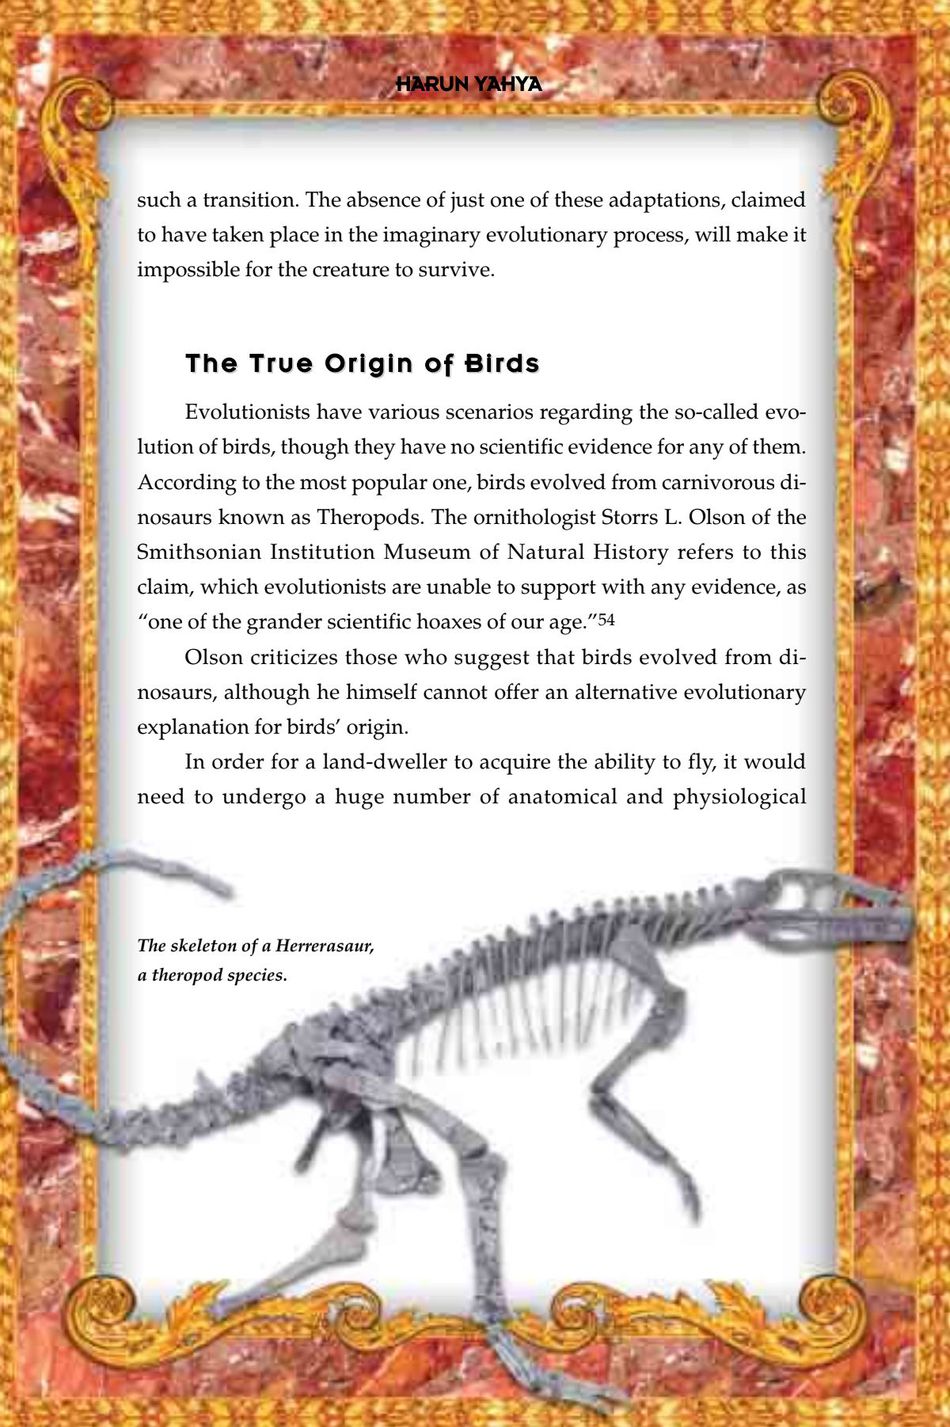 HARUN YAHYA
such a transition. The absence of just one of these adaptations, claimed
to have taken place in the imaginary evolutionary process, will make it
impossible for the creature to survive.
The True Origin of Birds
Evolutionists have various scenarios regarding the so-called evo-
lution of birds, though they have no scientific evidence for any of them.
According to the most popular one, birds evolved from carnivorous di-
nosaurs known as Theropods. The ornithologist Storrs L. Olson of the
Smithsonian Institution Museum of Natural History refers to this
claim, which evolutionists are unable to support with any evidence, as
“one of the grander scientific hoaxes of our age.”54
Olson criticizes those who suggest that birds evolved from di-
nosaurs, although he himself cannot offer an alternative evolutionary
explanation for birds’ origin.
In order for a land-dweller to acquire the ability to fly, it would
need to undergo a huge number of anatomical and physiological
The skeleton of a Herrerasaur,
a theropod species.